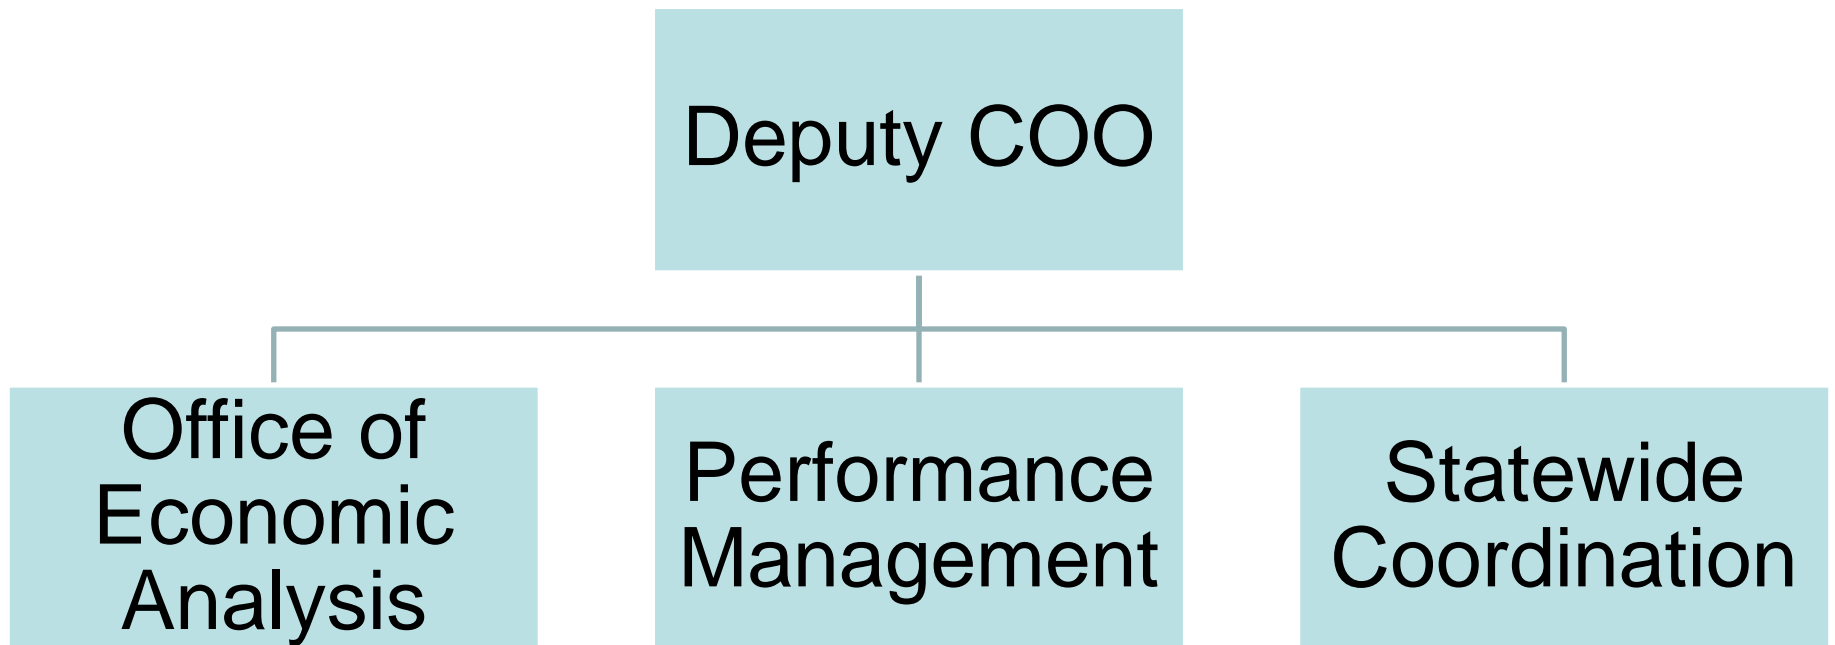 Deputy COO
Office of
Economic
Analysis
Performance
Management
Statewide
Coordination